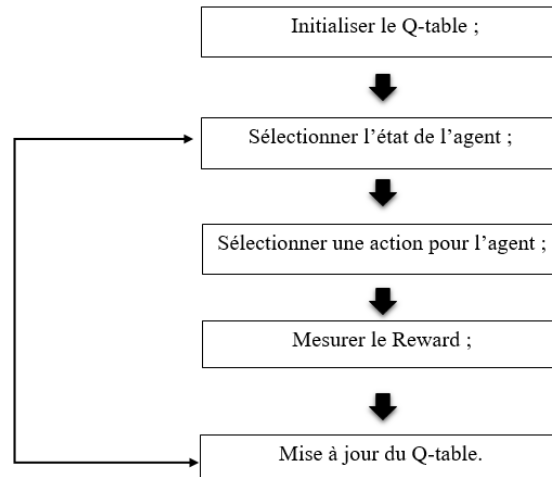 Initialiser le Q-table ;
Sélectionner l'état de l'agent ;
Sélectionner une action pour l'agent ;
Mesurer le Reward ;
Mise à jour du Q-table.